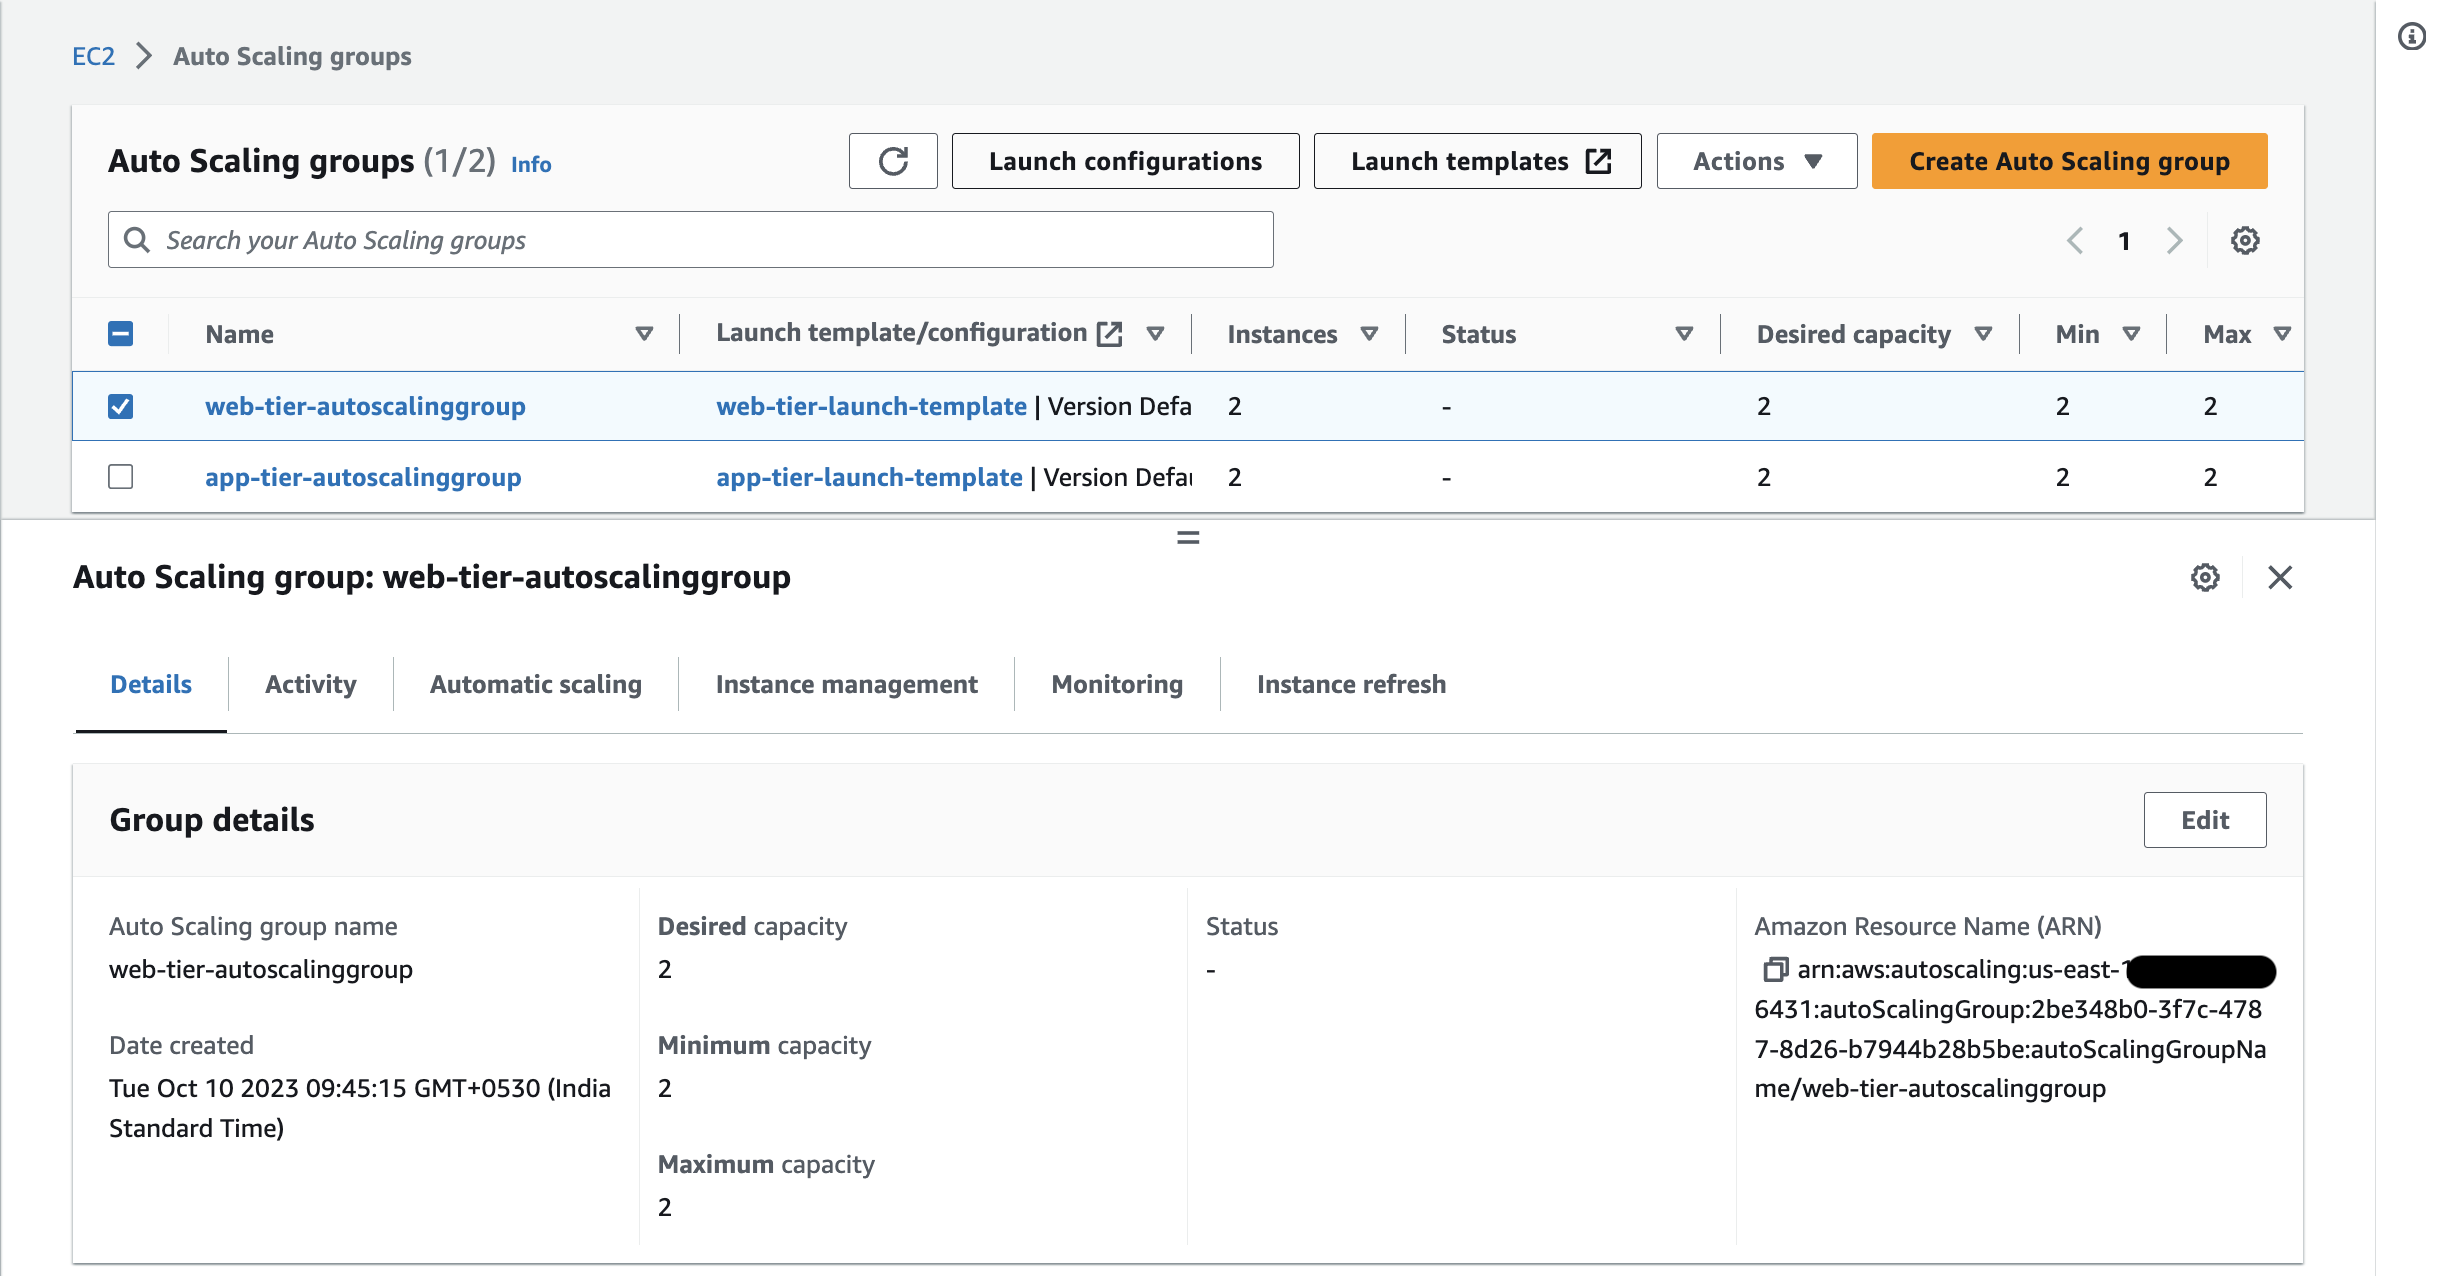 EC2 Auto Scaling groups
Auto Scaling groups (1/2) Info
Launch configurations
Launch templates
Actions
Create Auto Scaling group
Search your Auto Scaling groups
1
Name Launch template/configuration Instances Status Desired capacity Min Max
web-tier-autoscalinggroup web-tier-launch-template | Version Defa 2 - 2 2 2
app-tier-autoscalinggroup app-tier-launch-template | Version Defau 2 - 2 2 2
Auto Scaling group: web-tier-autoscalinggroup
Details Activity Automatic scaling Instance management Monitoring Instance refresh
Group details
Edit
Auto Scaling group name
web-tier-autoscalinggroup
Date created
Tue Oct 10 2023 09:45:15 GMT+0530 (India
Standard Time)
Desired capacity
2
Minimum capacity
2
Maximum capacity
2
Status
-
Amazon Resource Name (ARN)
arn:aws:autoscaling:us-east-1
6431:autoScalingGroup:2be348b0-3f7c-478
7-8d26-b7944b28b5be:autoScalingGroupNa
me/web-tier-autoscalinggroup